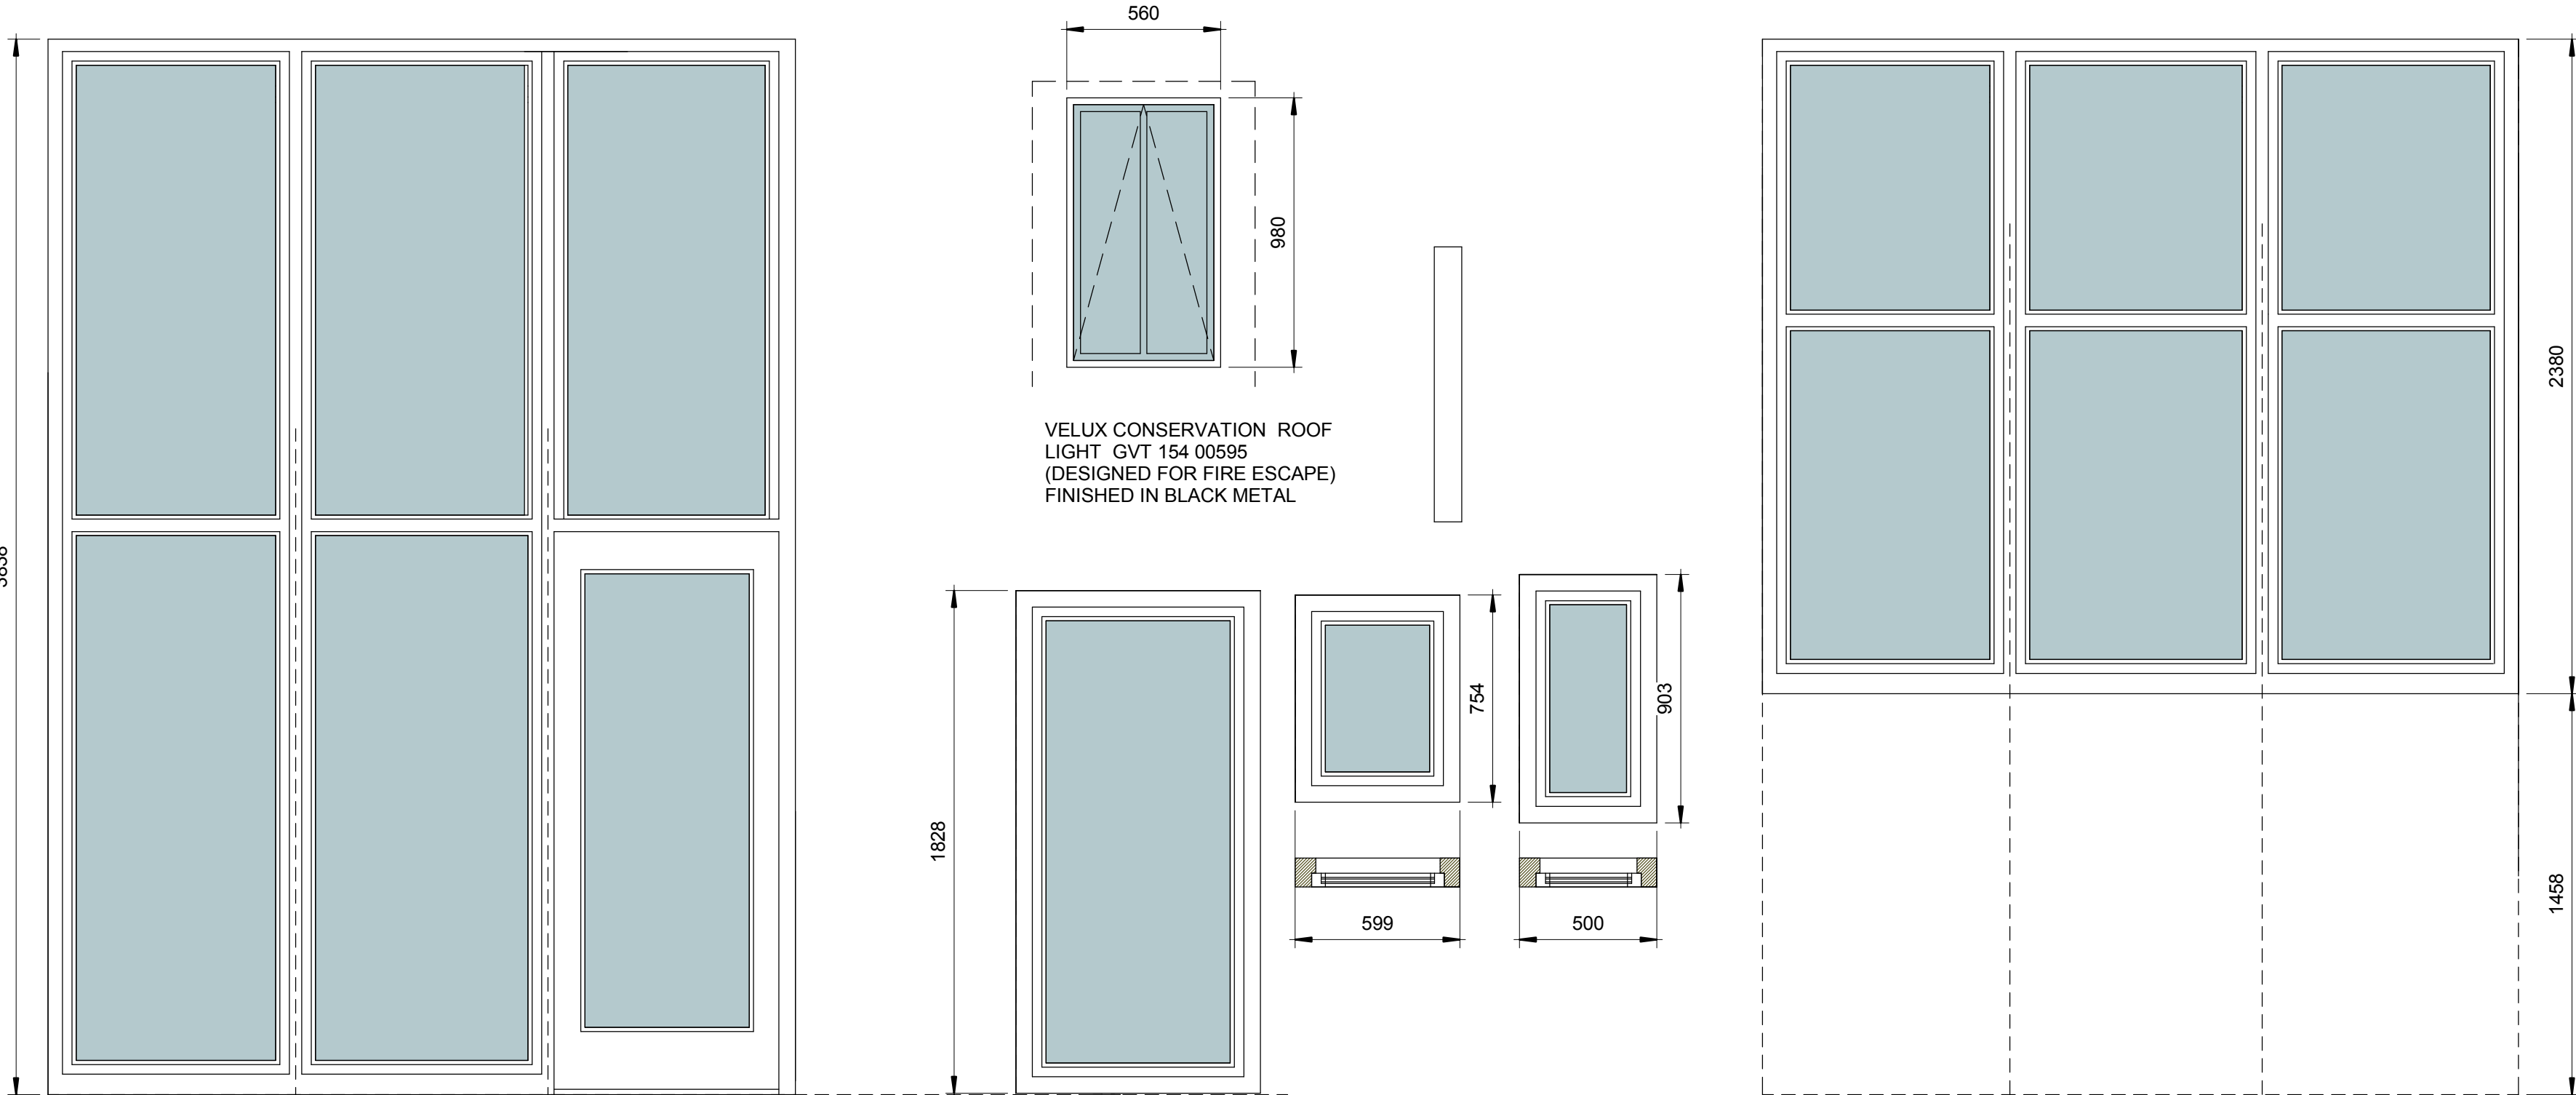 560
980
VELUX CONSERVATION ROOF
LIGHT GVT 154 00595
(DESIGNED FOR FIRE ESCAPE)
FINISHED IN BLACK METAL
2380
754
903
1828
1458
599
500